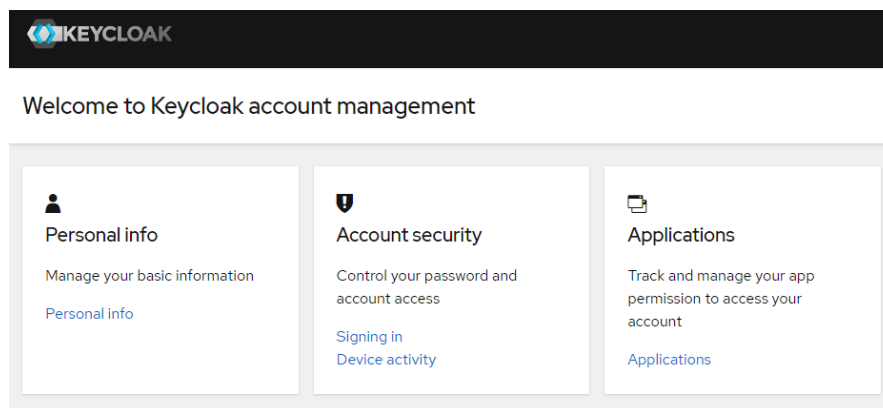 KEYCLOAK
Welcome to Keycloak account management
Personal info
Manage your basic information
Personal info
Account security
Control your password and
account access
Signing in
Device activity
Applications
Track and manage your app
permission to access your
account
Applications